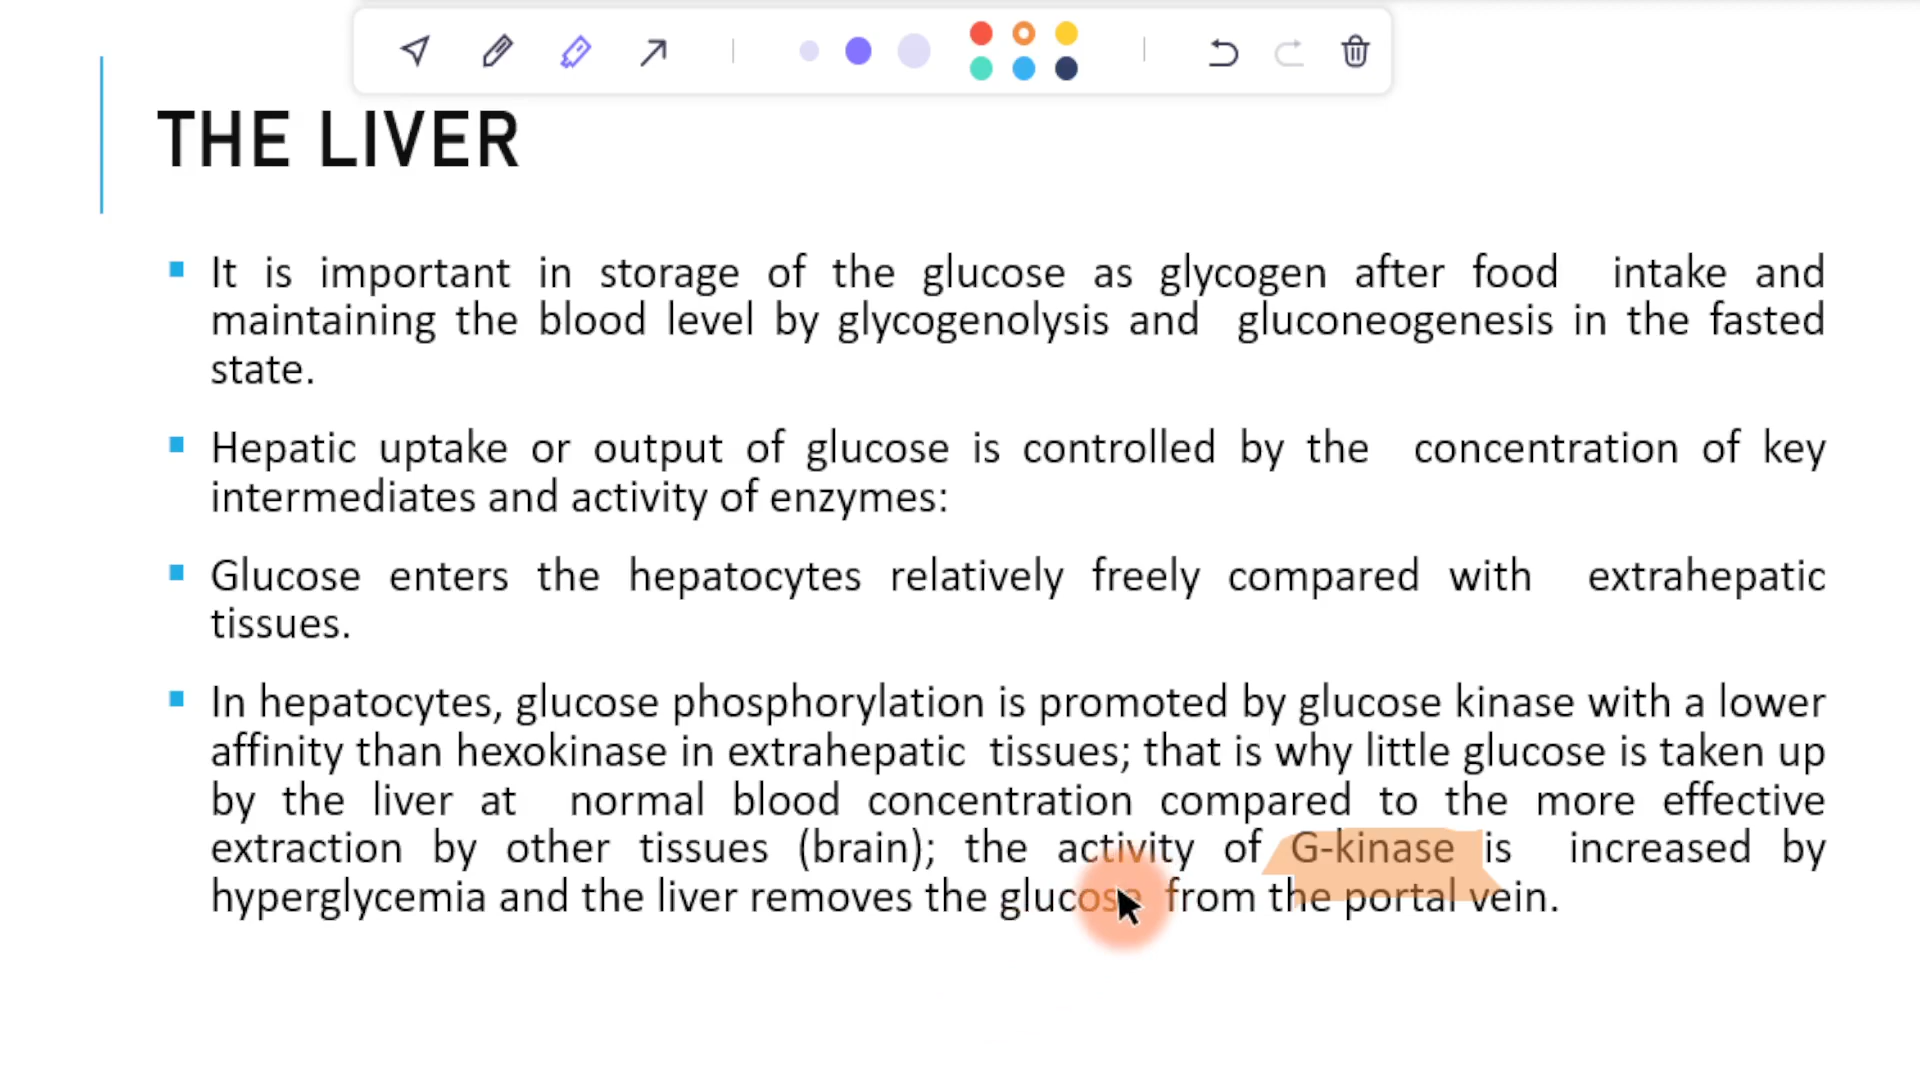 THE LIVER
It is important in storage of the glucose as glycogen after food intake and
maintaining the blood level by glycogenolysis and gluconeogenesis in the fasted
state.
Hepatic uptake or output of glucose is controlled by the concentration of key
intermediates and activity of enzymes:
Glucose enters the hepatocytes relatively freely compared with extrahepatic
tissues.
In hepatocytes, glucose phosphorylation is promoted by glucose kinase with a lower
affinity than hexokinase in extrahepatic tissues; that is why little glucose is taken up
by the liver at normal blood concentration compared to the more effective
extraction by other tissues (brain); the activity of G-kinase is increased by
hyperglycemia and the liver removes the glucose from the portal vein.